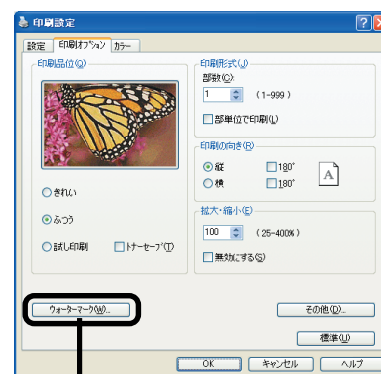 印刷設定
設定 印刷オプション カラー
印刷品位(Q)
きれい
ふつう
試し印刷 トナーセーブ(T)
印刷形式(J)
部数(C):
1 (1-999)
部単位で印刷(L)
印刷の向き(R)
縦 180°
横 180°
A
拡大・縮小(E)
100 (25-400%)
無効にする(S)
ウォーターマーク(W)... その他(D)...
標準(U)
OK キャンセル ヘルプ